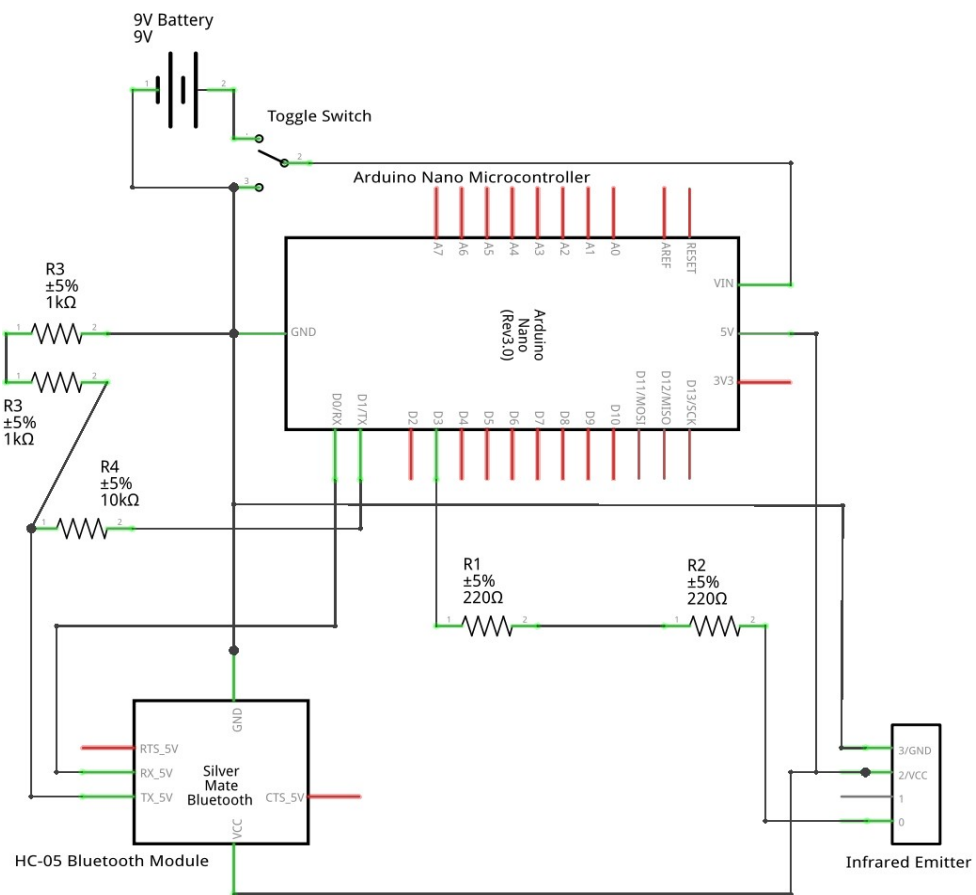 9V Battery
9V
1
2
Toggle Switch
2
3
Arduino Nano Microcontroller
A7
A6
A5
A4
A3
A2
A1
A0
AREF
RESET
VIN
GND
5V
3V3
Arduino
Nano
(Rev3.0)
D0/RX
D1/TX
D2
D3
D4
D5
D6
D7
D8
D9
D10
D11/MOSI
D12/MISO
D13/SCK
R3
±5%
1kΩ
1
2
1
2
R3
±5%
1kΩ
R4
±5%
10kΩ
1
2
R1
±5%
220Ω
1
2
R2
±5%
220Ω
1
2
GND
RTS_5V
RX_5V
TX_5V
Silver
Mate
Bluetooth
CTS_5V
VCC
HC-05 Bluetooth Module
3/GND
2/VCC
1
0
Infrared Emitter